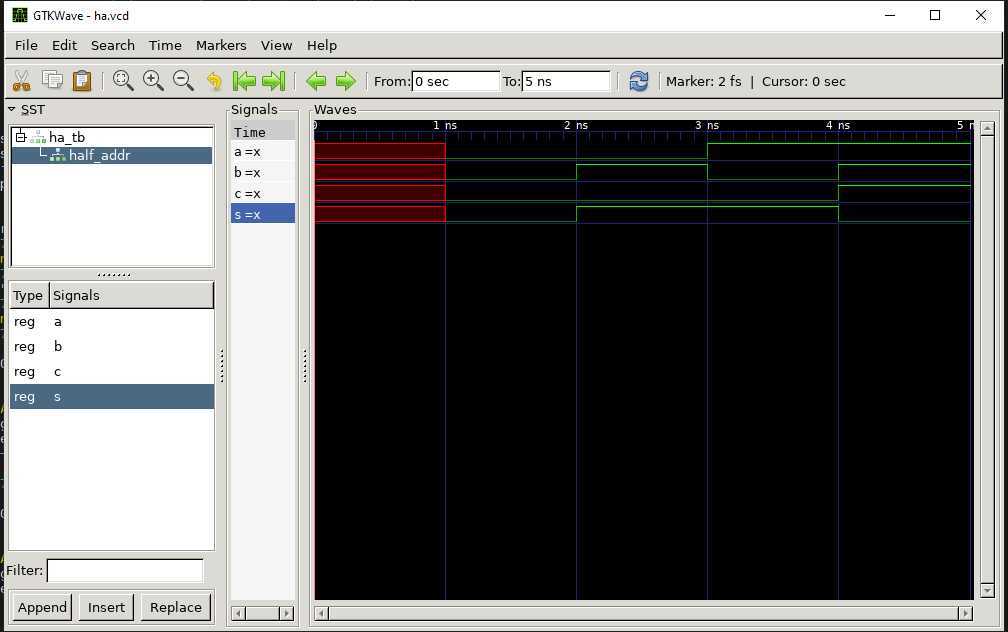 GTKWave - ha.vcd
File Edit Search Time Markers View Help
From: 0 sec To: 5 ns Marker: 2 fs | Cursor: 0 sec
SST
ha_tb
half_addr
Type Signals
reg a
reg b
reg c
reg s
Filter:
Append Insert Replace
Signals
Time
a =x
b =x
c =x
s =x
Waves
0 1 ns 2 ns 3 ns 4 ns 5 n